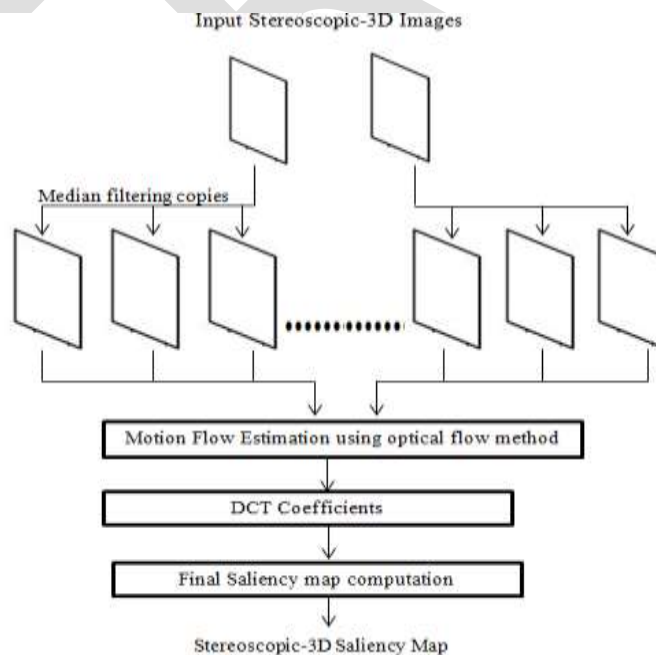 Input Stereoscopic-3D Images
Median filtering copies
Motion Flow Estimation using optical flow method
DCT Coefficients
Final Saliency map computation
Stereoscopic-3D Saliency Map